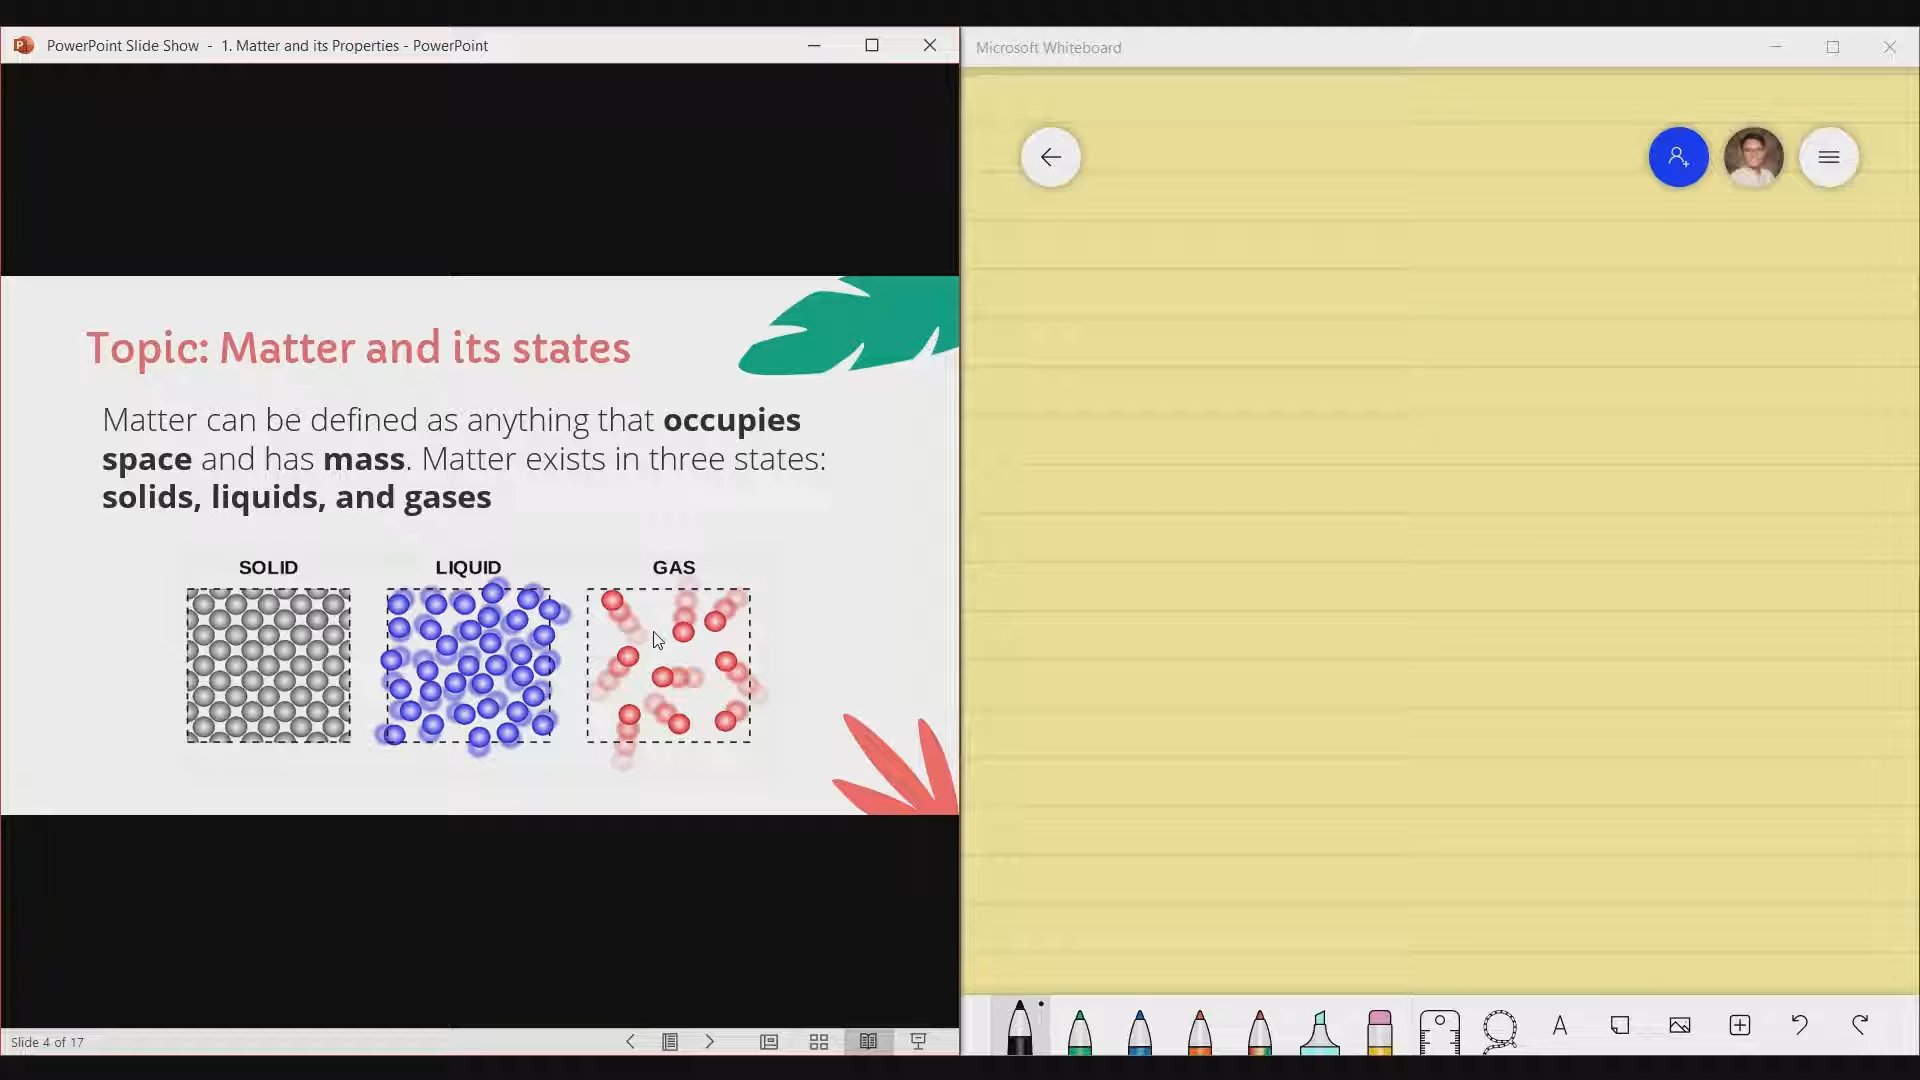 PowerPoint Slide Show - 1. Matter and its Properties - PowerPoint
Microsoft Whiteboard
Topic: Matter and its states
Matter can be defined as anything that occupies
space and has mass. Matter exists in three states:
solids, liquids, and gases
SOLID LIQUID GAS
Slide 4 of 17